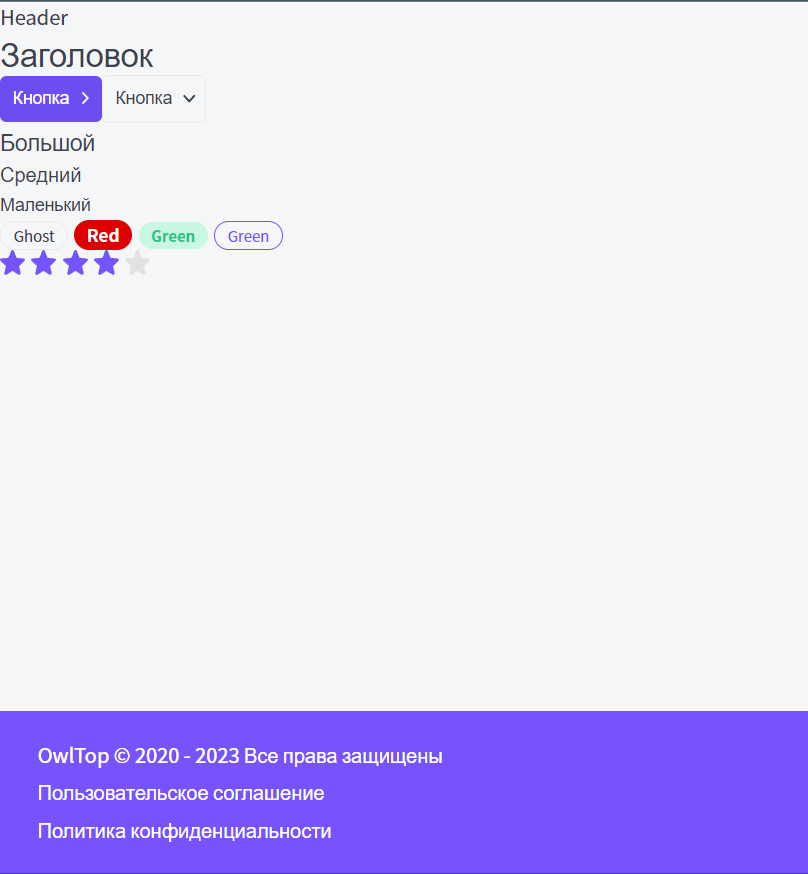 Header
Заголовок
Кнопка Кнопка
Большой
Средний
Маленький
Ghost Red Green Green
OwlTop © 2020 - 2023 Все права защищены
Пользовательское соглашение
Политика конфиденциальности